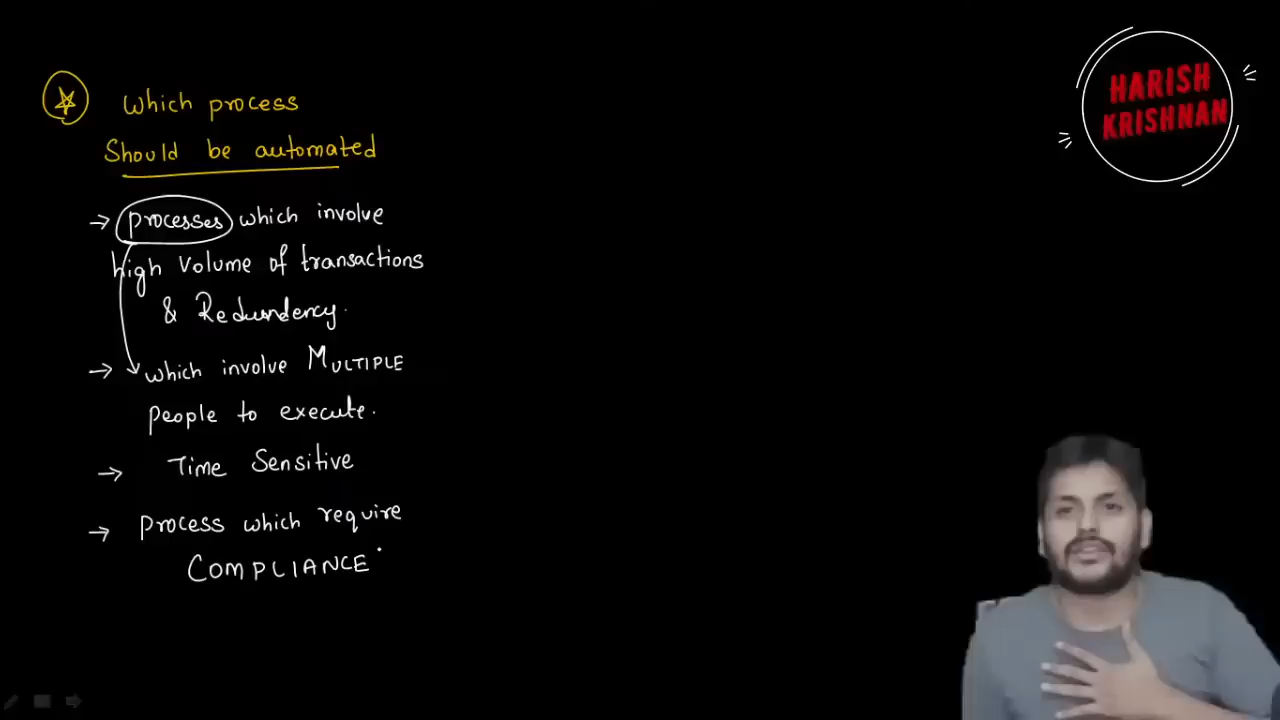 Which process
Should be automated
→ processes which involve
high volume of transactions
& Redundency.
→ which involve MULTIPLE
people to execute.
→ Time Sensitive
→ process which require
COMPLIANCE
HARISH
KRISHNAN